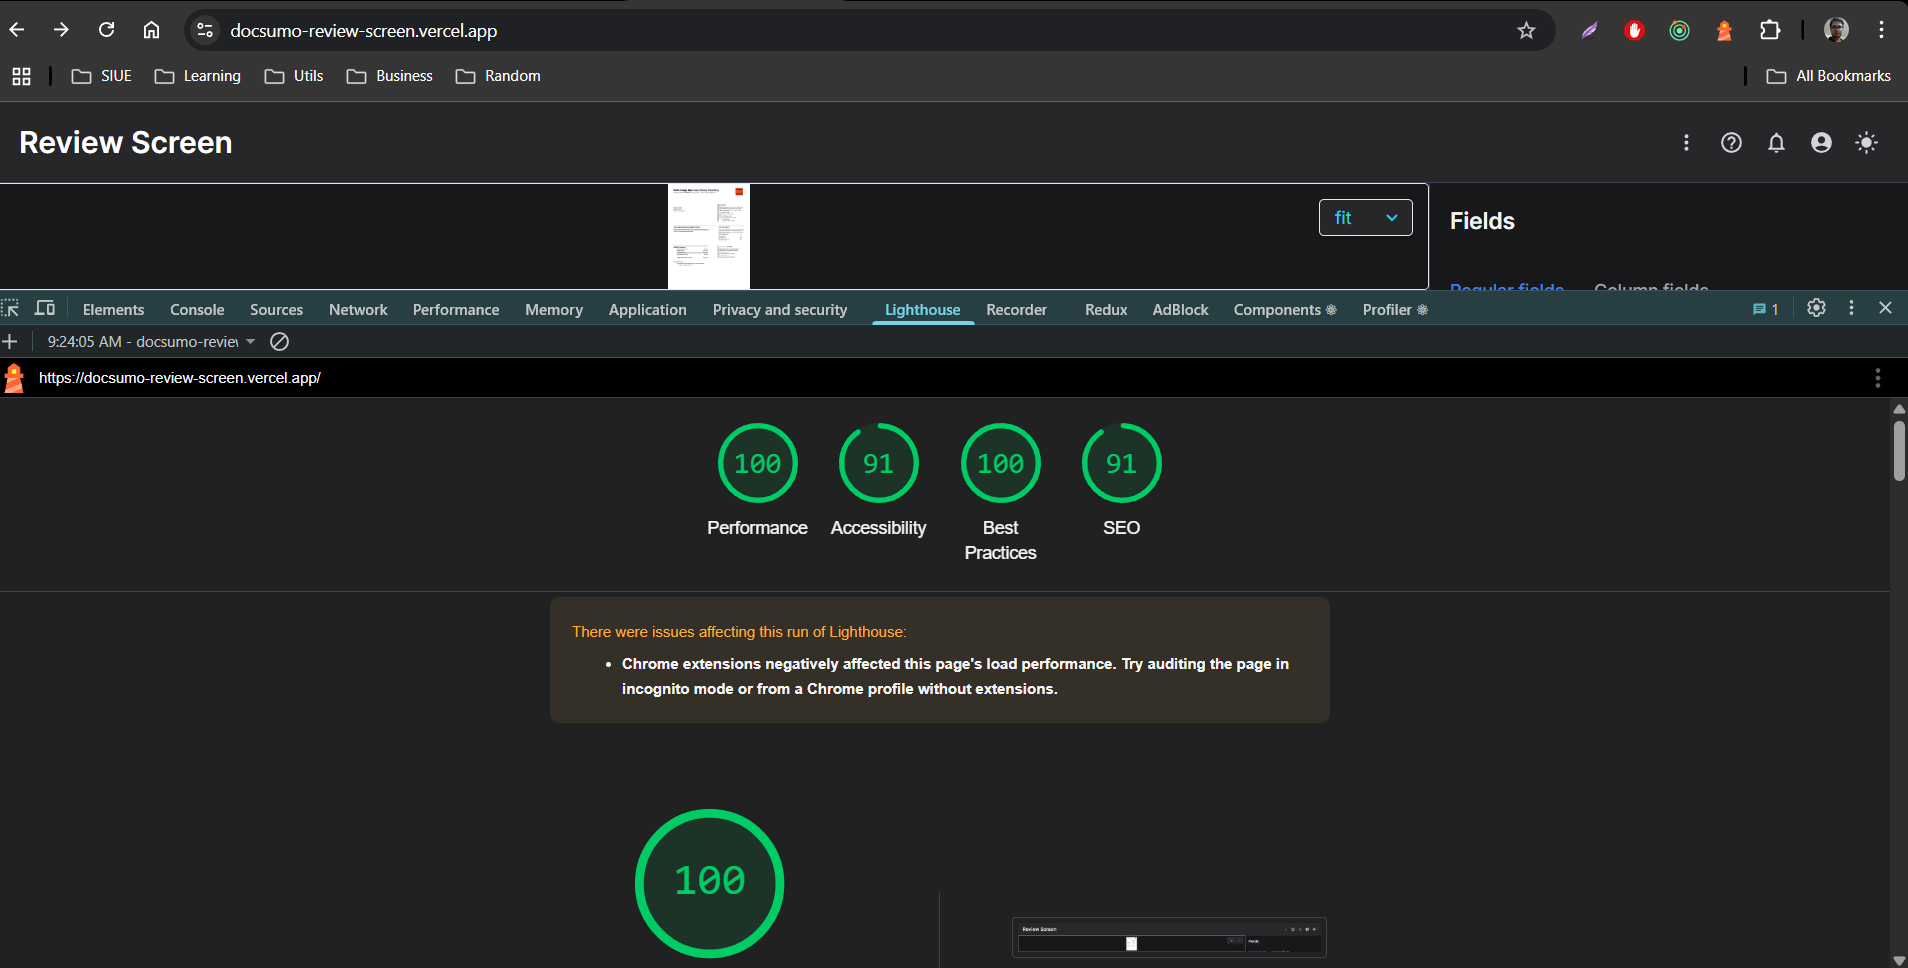 docsumo-review-screen.vercel.app
SIUE Learning Utils Business Random All Bookmarks
Review Screen
fit
Fields
Regular fields Column fields
Elements Console Sources Network Performance Memory Application Privacy and security Lighthouse Recorder Redux AdBlock Components Profiler 1
9:24:05 AM - docsumo-review
https://docsumo-review-screen.vercel.app/
100 91 100 91
Performance Accessibility Best Practices SEO
There were issues affecting this run of Lighthouse:
Chrome extensions negatively affected this page's load performance. Try auditing the page in
incognito mode or from a Chrome profile without extensions.
100
Review Screen
Fields